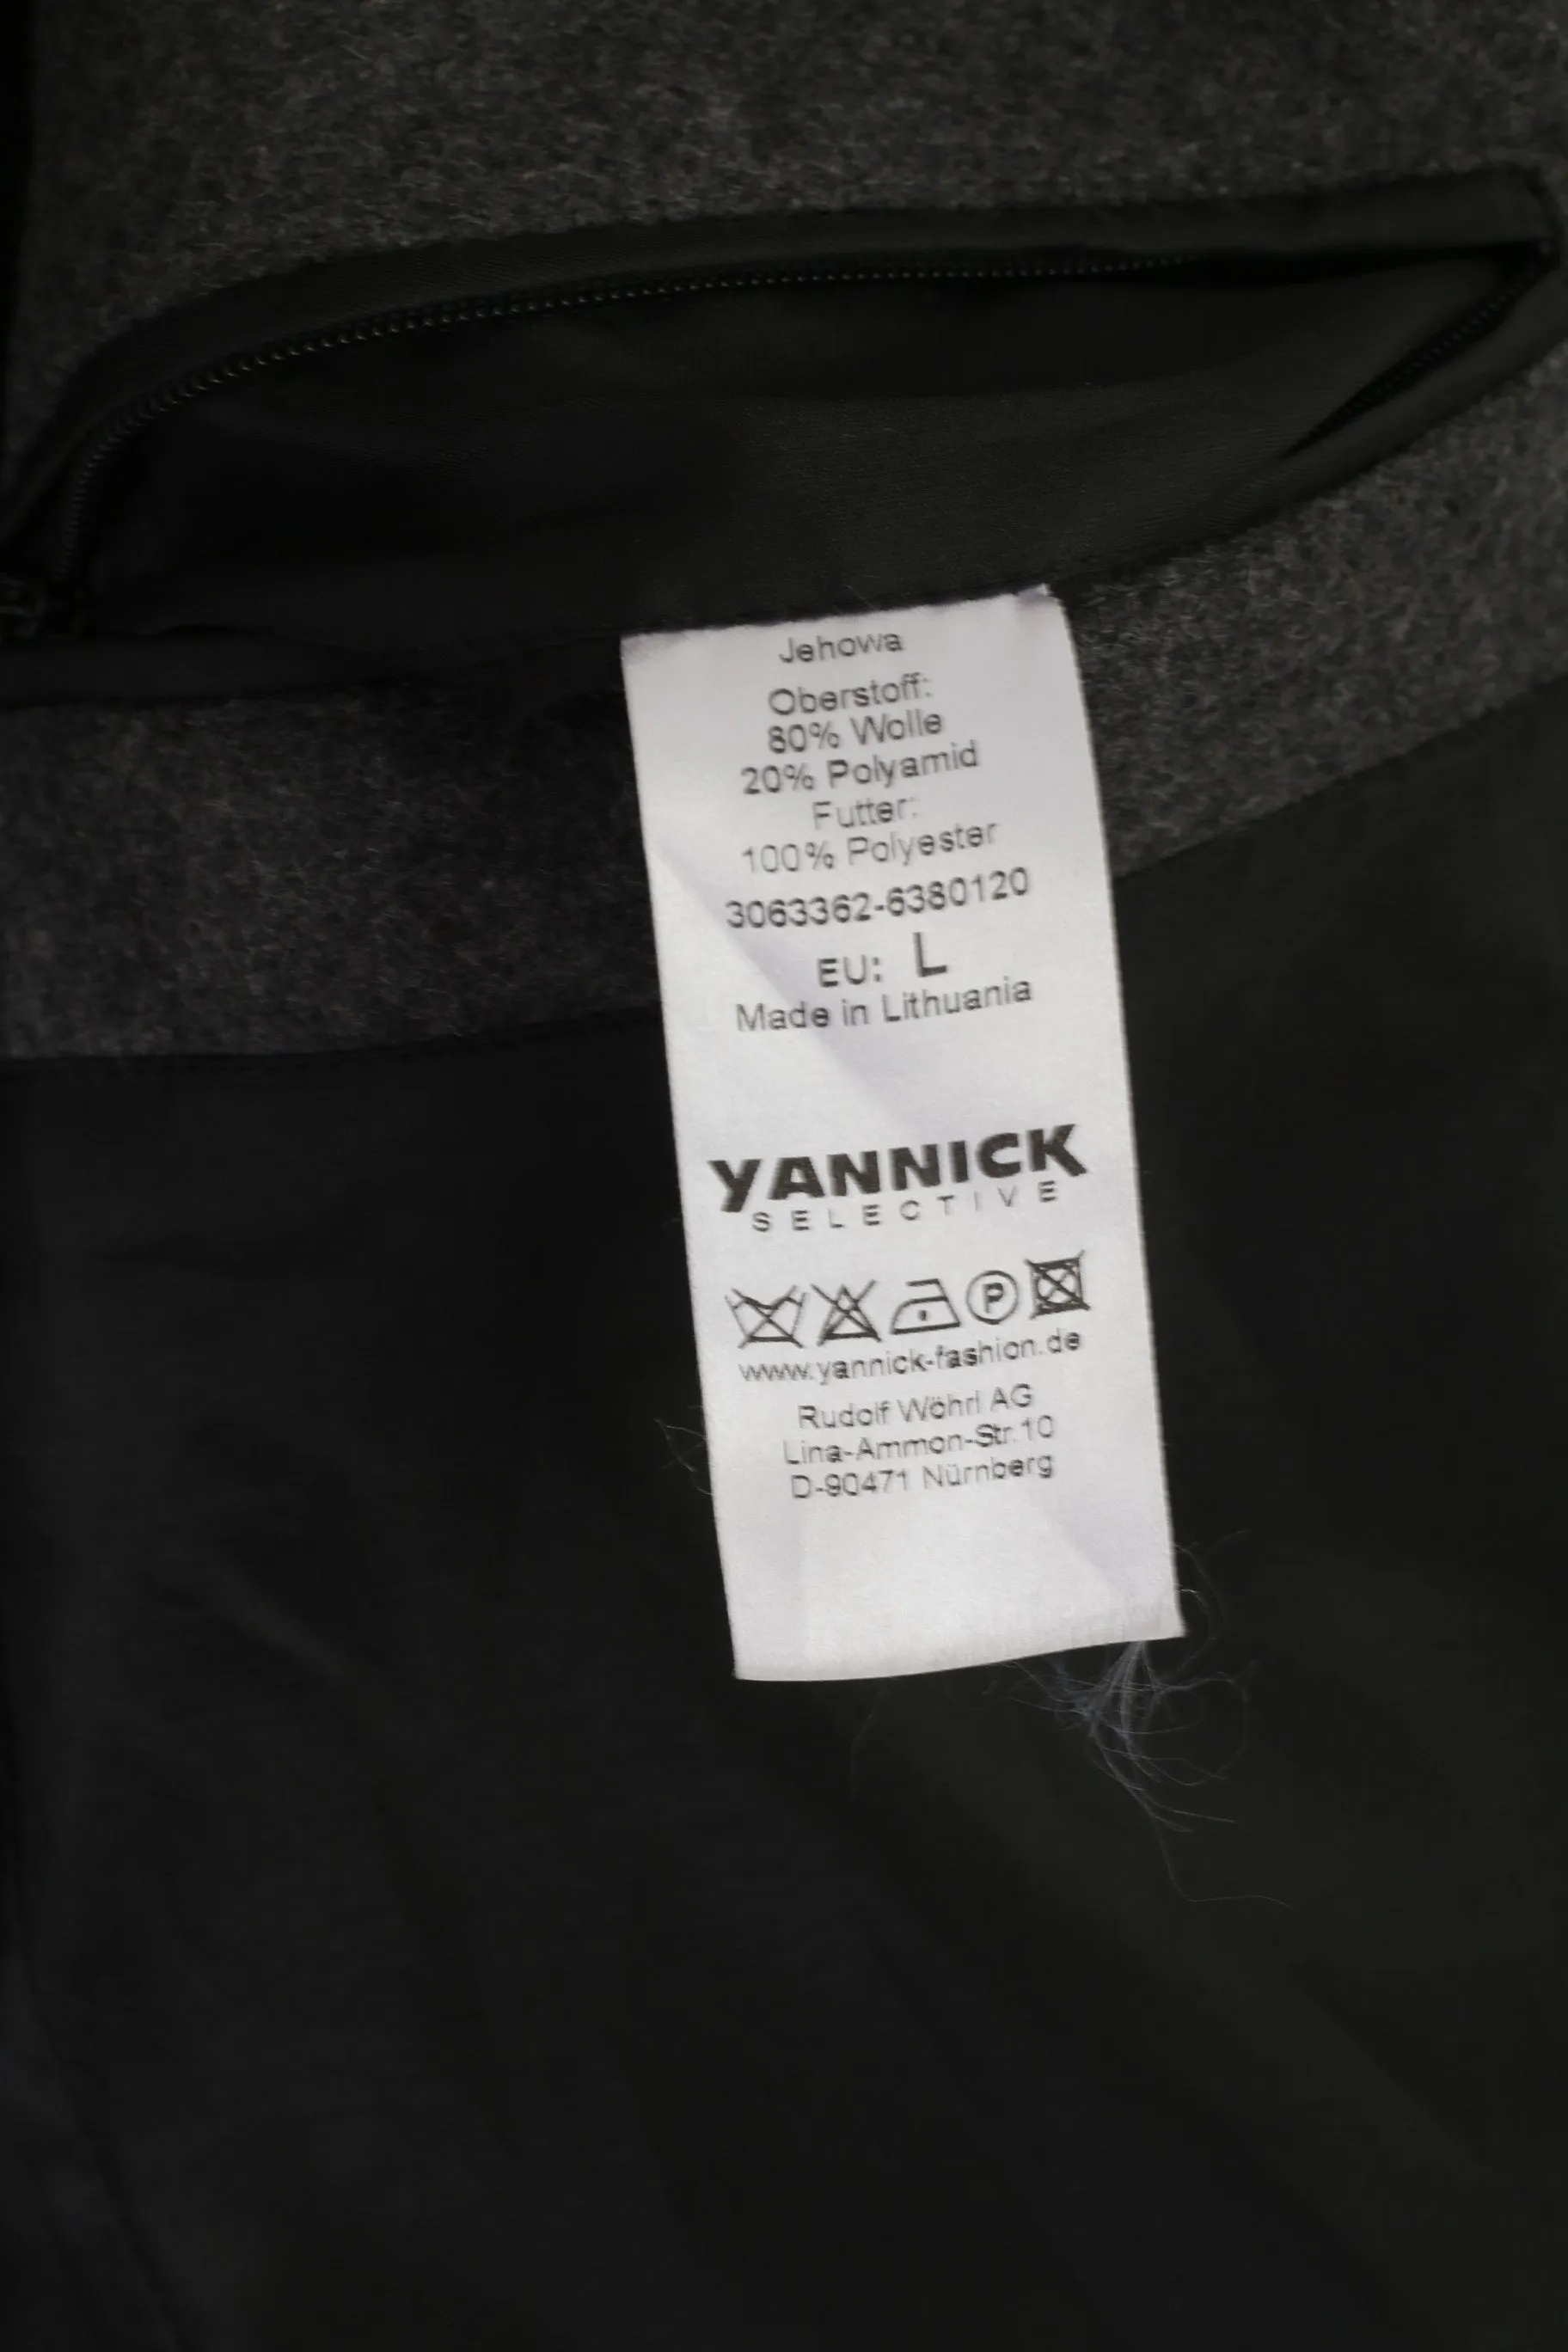 Jehowa
Oberstoff:
80% Wolle
20% Polyamid
Futter:
100% Polyester
3063362-6380120
EU: L
Made in Lithuania
YANNICK
SELECTIVE
P
www.yannick-fashion.de
Rudolf Wöhrl AG
Lina-Ammon-Str.10
D-90471 Nürnberg